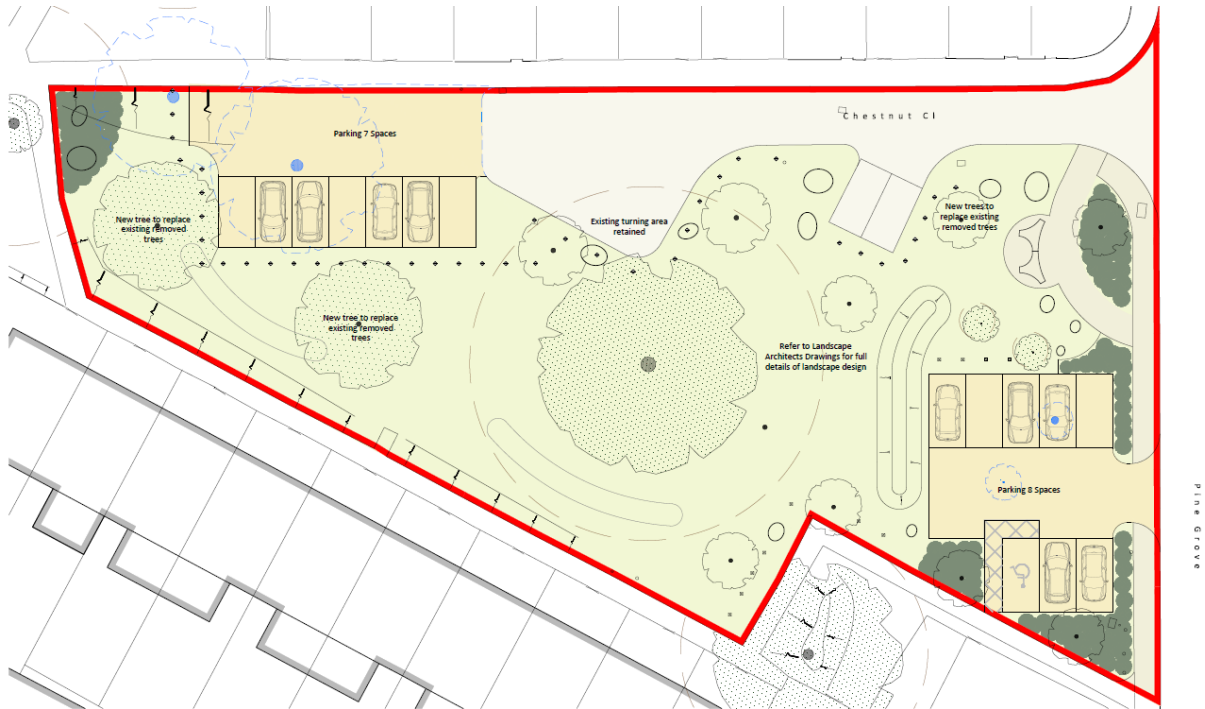 Chestnut Cl
Parking 7 Spaces
New tree to replace
existing removed
trees
Existing turning area
retained
New trees to
replace existing
removed trees
New tree to replace
existing removed
trees
Refer to Landscape
Architects Drawings for full
details of landscape design
Parking 8 Spaces
Pine Grove